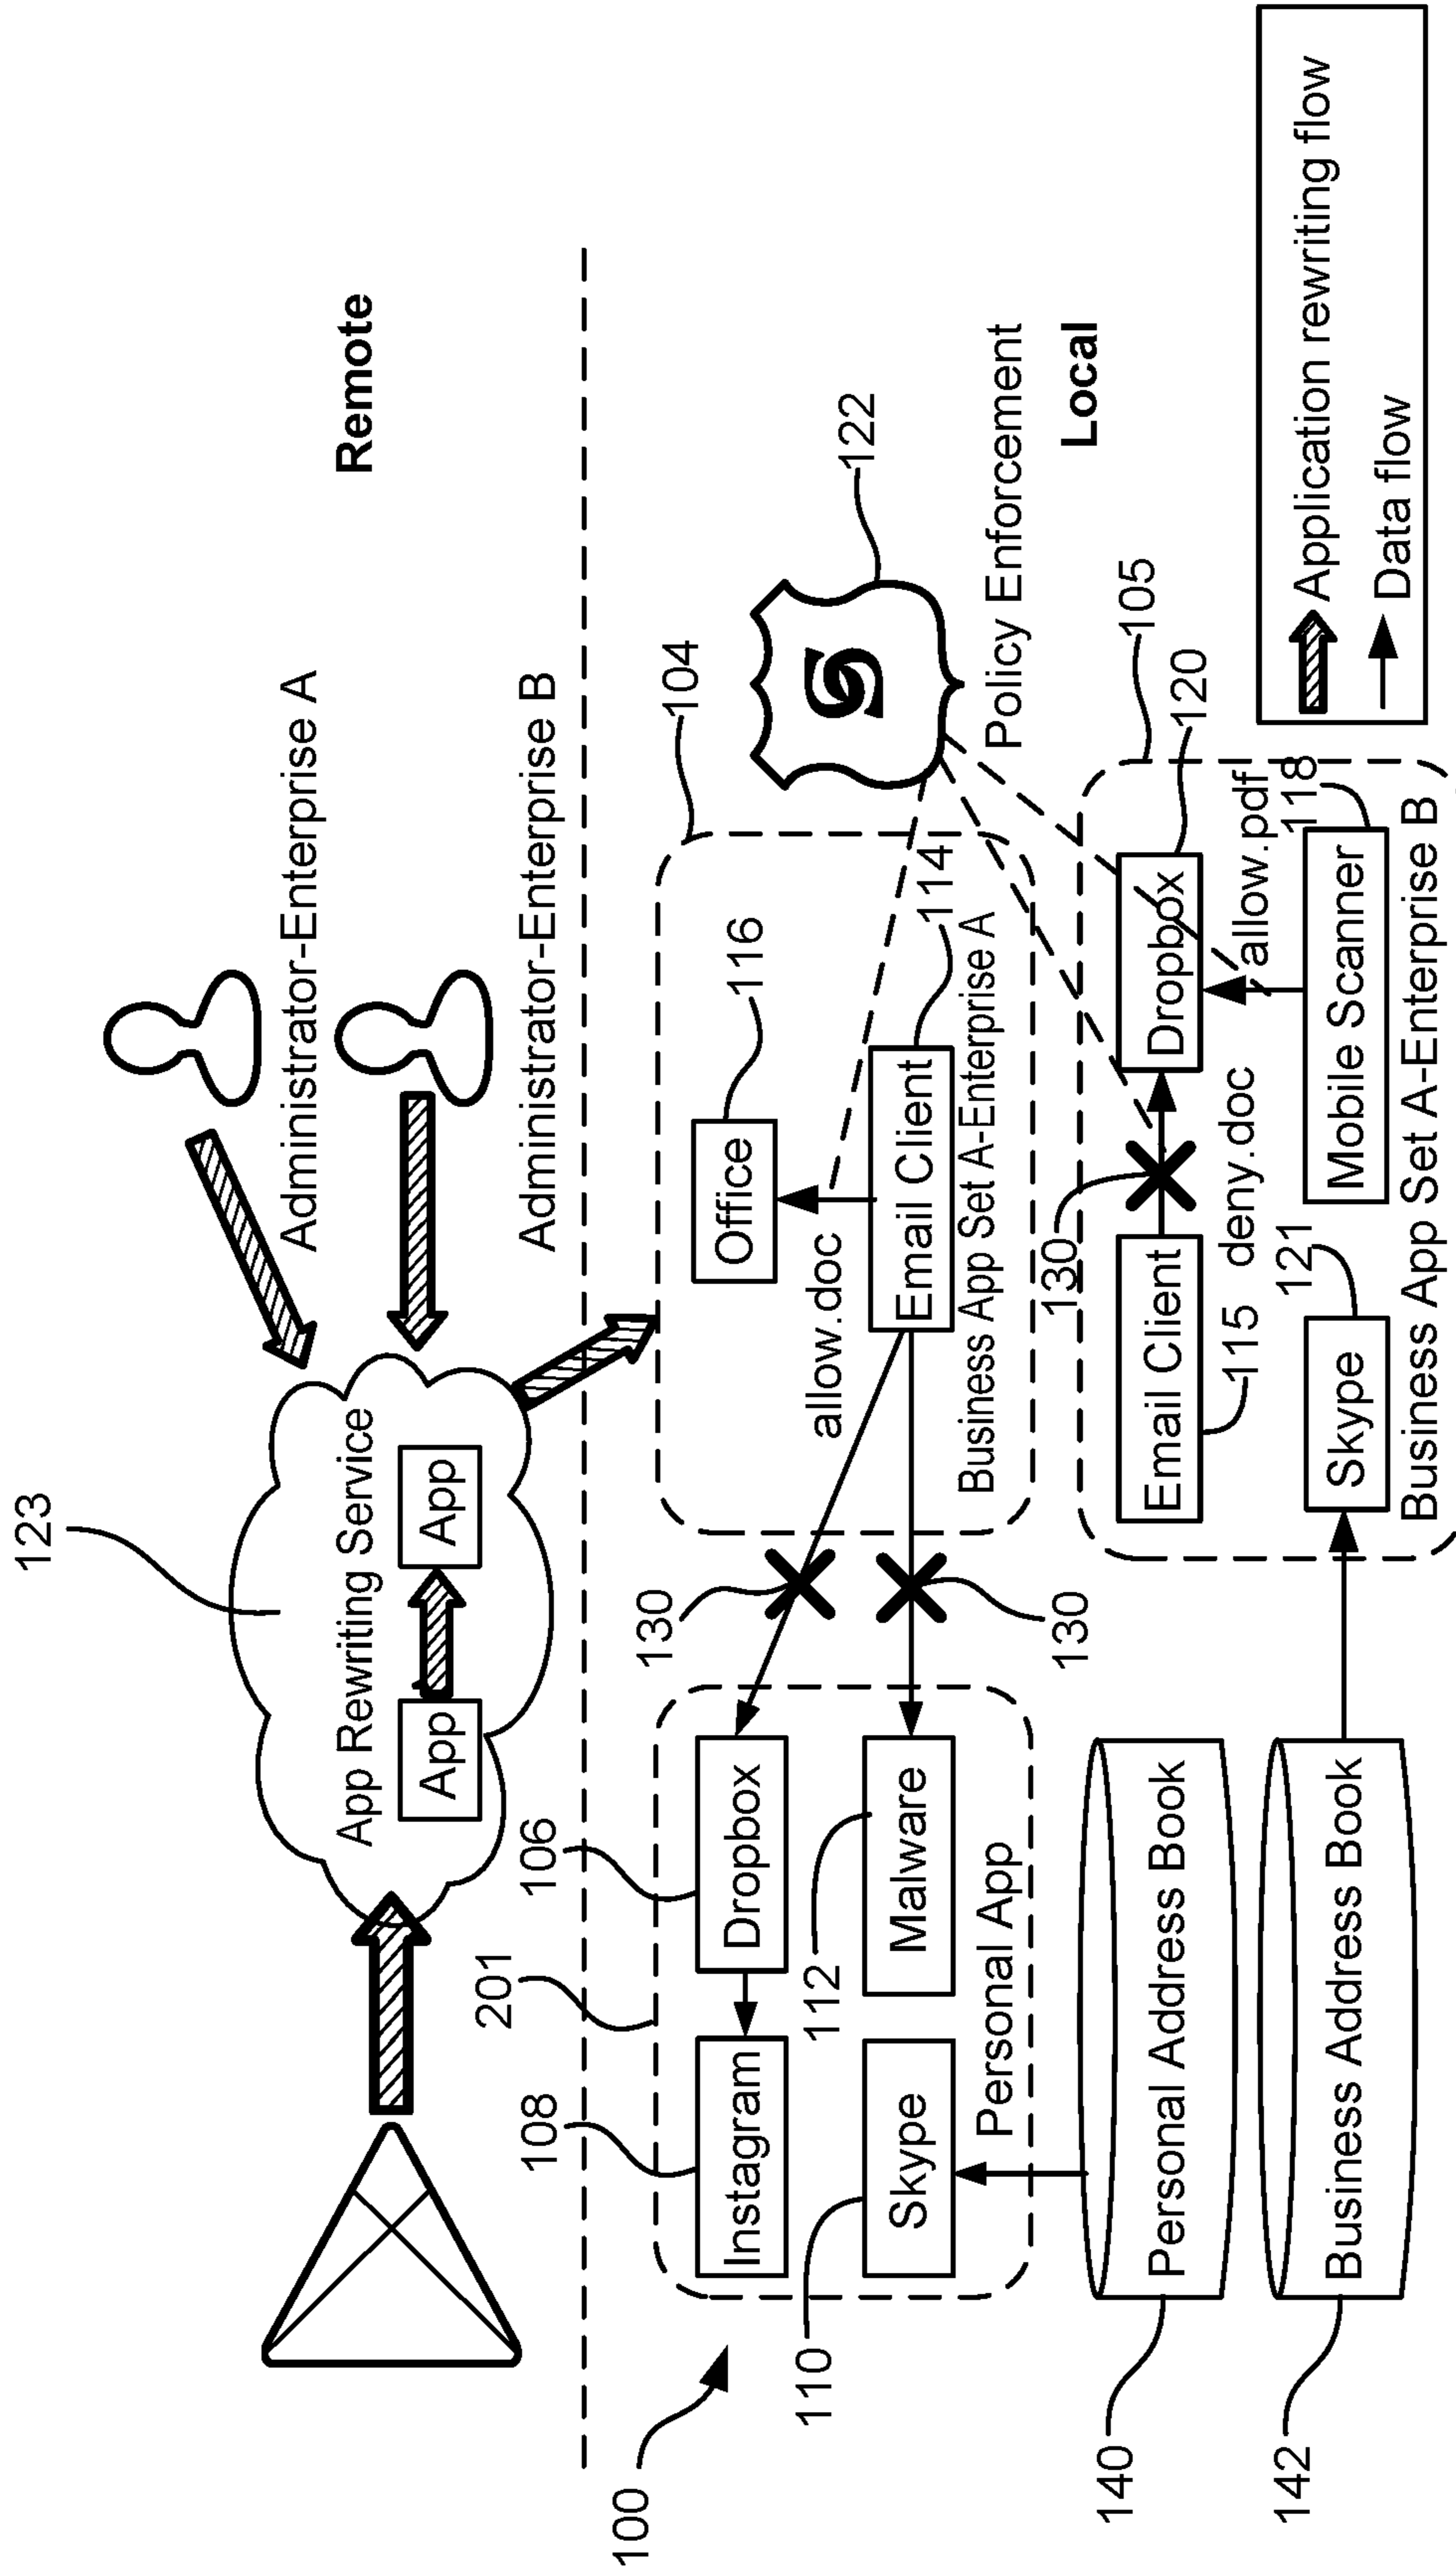 123
Remote
Administrator-Enterprise A
Administrator-Enterprise B
App Rewriting Service
App
App
201
106
108
Instagram
Dropbox
130
104
116
Office
122
allow.doc
110
Skype
112
Malware
130
Email Client
114
Personal App
Business App Set A-Enterprise A
Policy Enforcement
Local
100
140
Personal Address Book
130
Email Client
115
deny.doc
Dropbox
120
105
allow.pdf
118
142
Business Address Book
Skype
121
Mobile Scanner
Business App Set A-Enterprise B
Application rewriting flow
Data flow